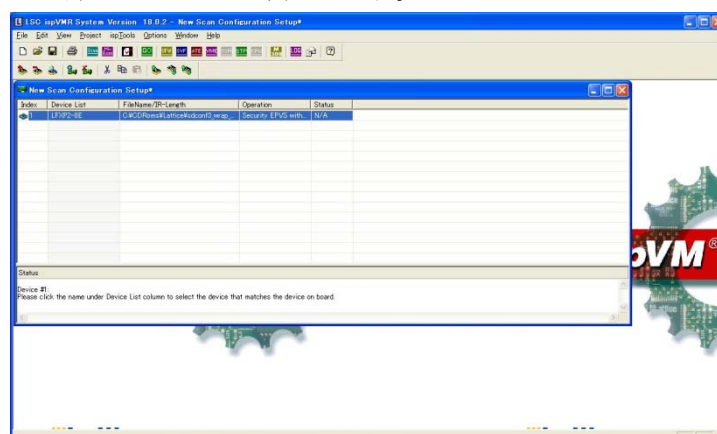 LSC ispVMR System Version 18.0.2 - New Scan Configuration Setup*
File Edit View Project ispTools Options Window Help
New Scan Configuration Setup*
Index Device List FileName/IR-Length Operation Status
1 LFXP2-8E C:¥CDRoms¥Lattice¥sdconf3_wrap_... Security EPVS with... N/A
pVM®
Status
Device #1:
Please click the name under Device List column to select the device that matches the device on board.